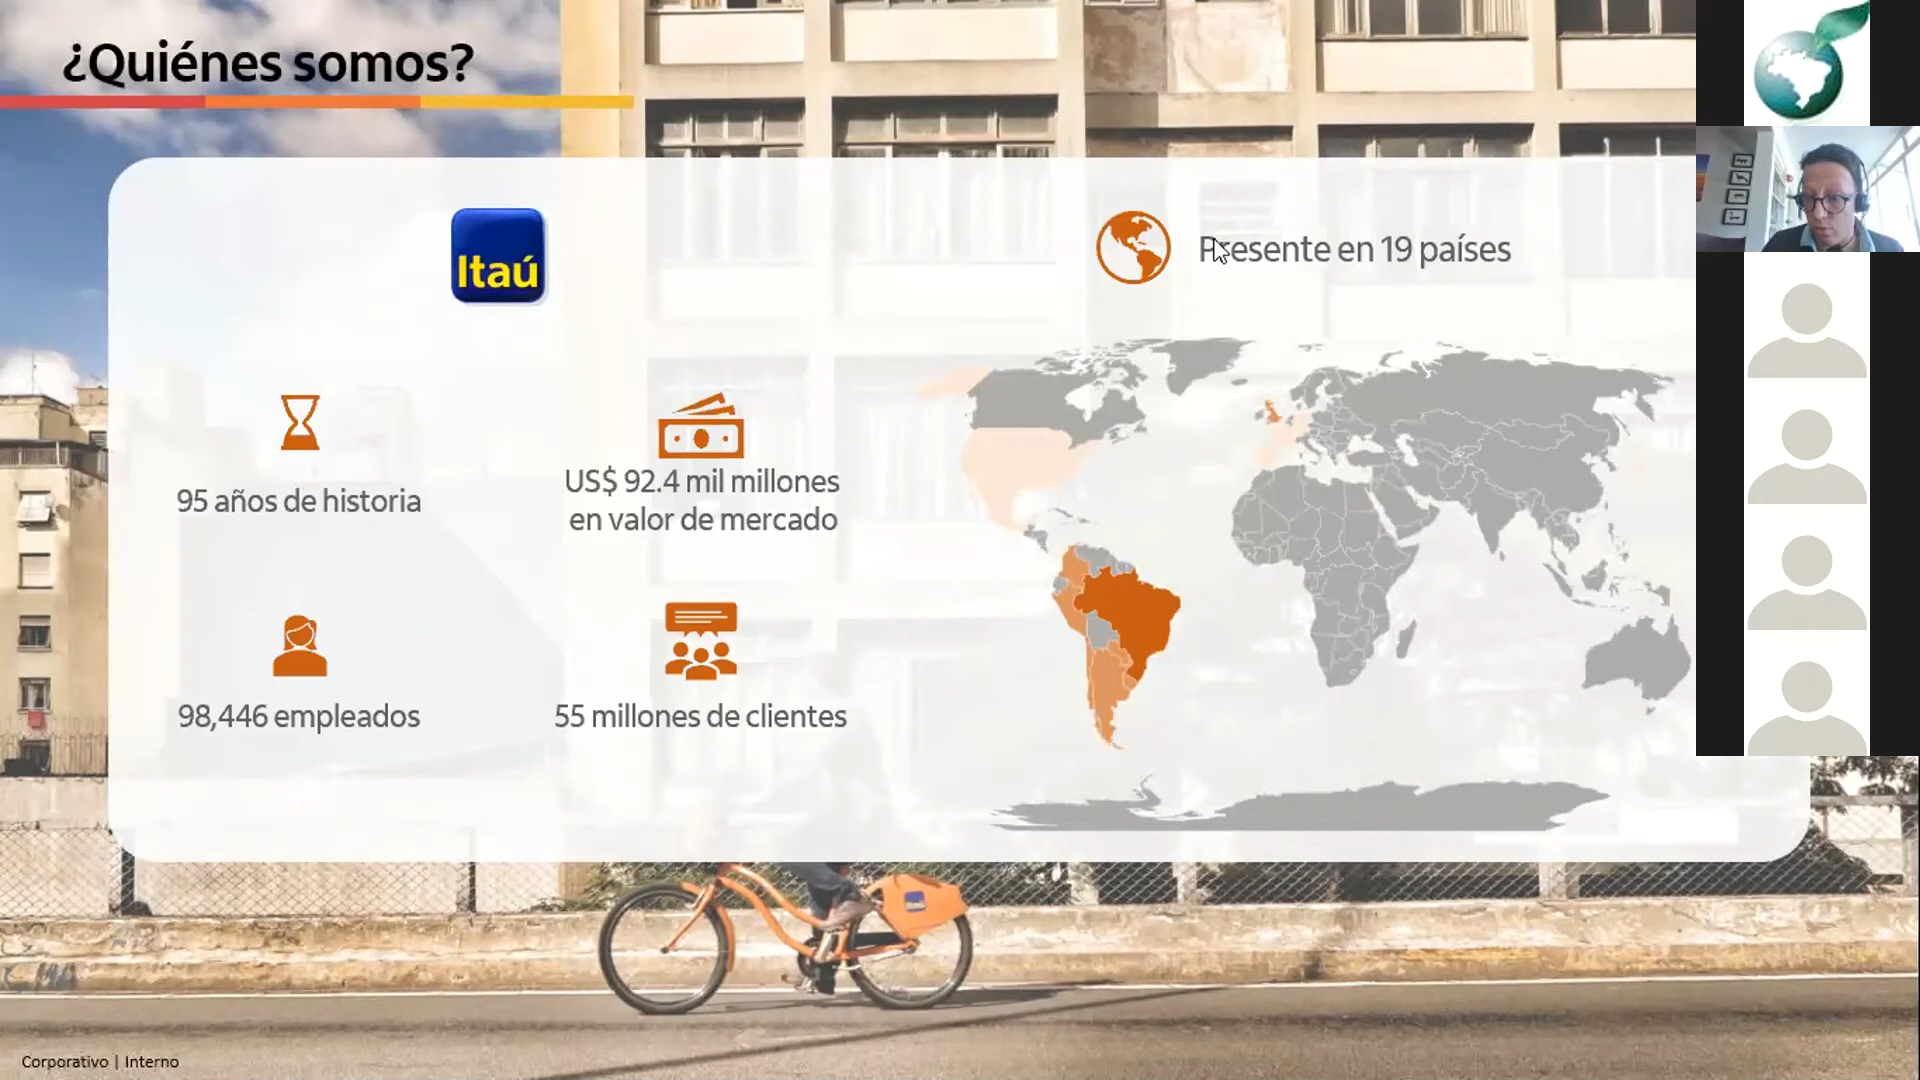 ¿Quiénes somos?
Itaú
Presente en 19 países
95 años de historia
US$ 92.4 mil millones
en valor de mercado
98,446 empleados
55 millones de clientes
Corporativo | Interno